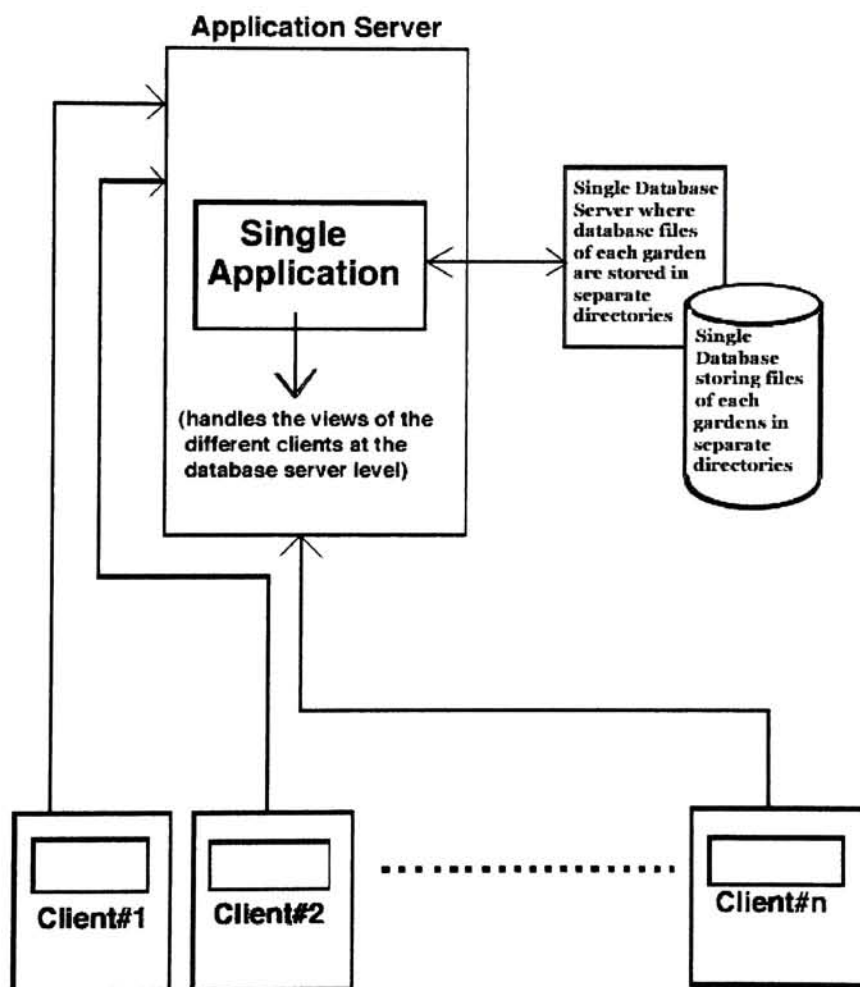 Application Server
Single
Application
(handles the views of the
different clients at the
database server level)
Single Database
Server where
database files
of each garden
are stored in
separate
directories
Single
Database
storing files
of each
gardens in
separate
directories
Client#1
Client#2
Client#n